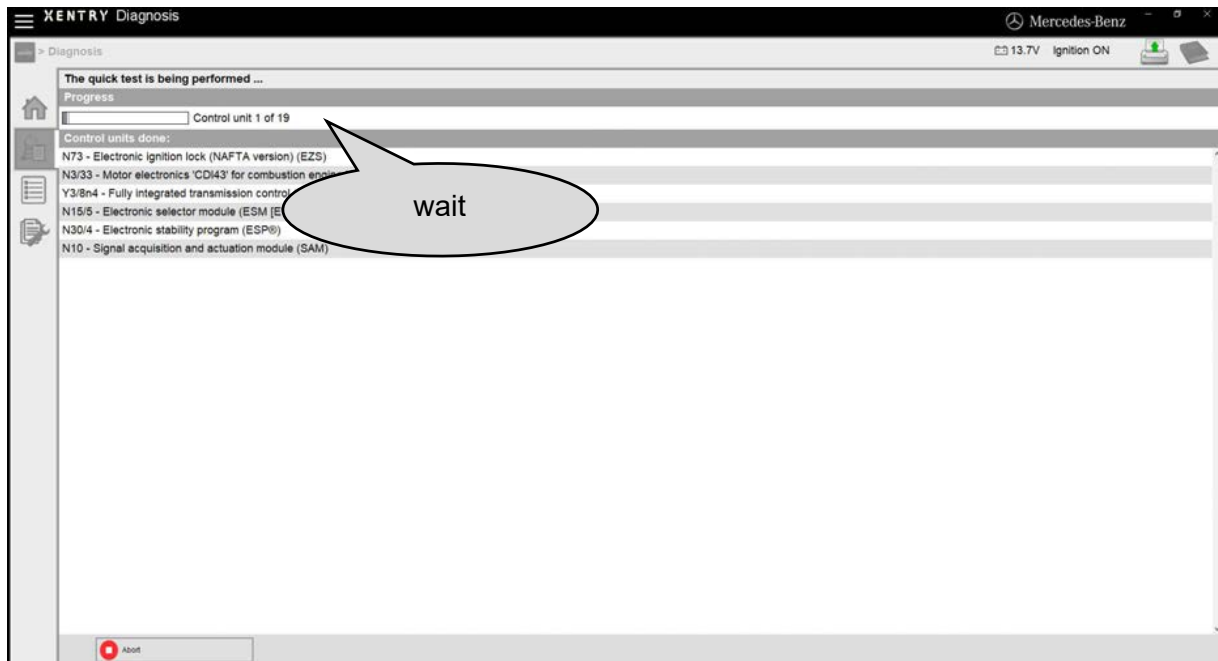 XENTRY Diagnosis
Mercedes-Benz
> Diagnosis
13.7V Ignition ON
The quick test is being performed ...
Progress
Control unit 1 of 19
Control units done:
N73 - Electronic ignition lock (NAFTA version) (EZS)
N3/33 - Motor electronics 'CDI43' for combustion
Y3/8n4 - Fully integrated transmission control
N15/5 - Electronic selector module (ESM
wait
N30/4 - Electronic stability program (ESP®)
N10 - Signal acquisition and actuation module (SAM)
Abort